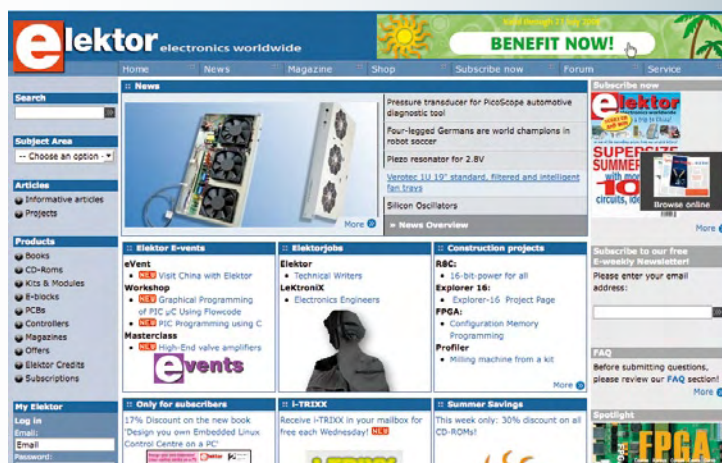 elektor electronics worldwide
BENEFIT NOW!
Home
News
Magazine
Shop
Subscribe now
Forum
Service
Search
Subject Area
-- Choose an option -
Articles
Informative articles
Projects
Products
Books
CD-Roms
Kits & Modules
E-blocks
PCBs
Controllers
Magazines
Offers
Elektor Credits
Subscriptions
My Elektor
Log in
Email:
Email
Password:
:: News
Pressure transducer for PicoScope automotive
diagnostic tool
Four-legged Germans are world champions in
robot soccer
Piezo resonator for 2.8V
Verotec 1U 19" standard, filtered and intelligent
fan trays
Silicon Oscillators
» News Overview
More
:: Elektor E-vents
eVent
NEW Visit China with Elektor
Workshop
NEW Graphical Programming
of PIC µC Using Flowcode
NEW PIC Programming using C
Masterclass
NEW High-End valve amplifiers
events
:: Elektorjobs
Elektor
Technical Writers
LeKtroniX
Electronics Engineers
:: Construction projects
R8C:
16-bit-power for all
Explorer 16:
Explorer-16 Project Page
FPGA:
Configuration Memory
Programming
Profiler
Milling machine from a kit
More
:: Only for subscribers
17% Discount on the new book
'Design you own Embedded Linux
Control Centre on a PC'
:: i-TRIXX
Receive i-TRIXX in your mailbox for
free each Wednesday! NEW
i-TRIXX
:: Summer Savings
This week only: 30% discount on all
CD-ROMs!
Subscribe now
elektor
electronics worldwide
SUPERSIZE
SUMMER
with more
10
circuits, ide
Browse online
More
Subscribe to our free
E-weekly Newsletter!
Please enter your email
address:
FAQ
Before submitting questions,
please review our FAQ section!
More
Spotlight
FPGA